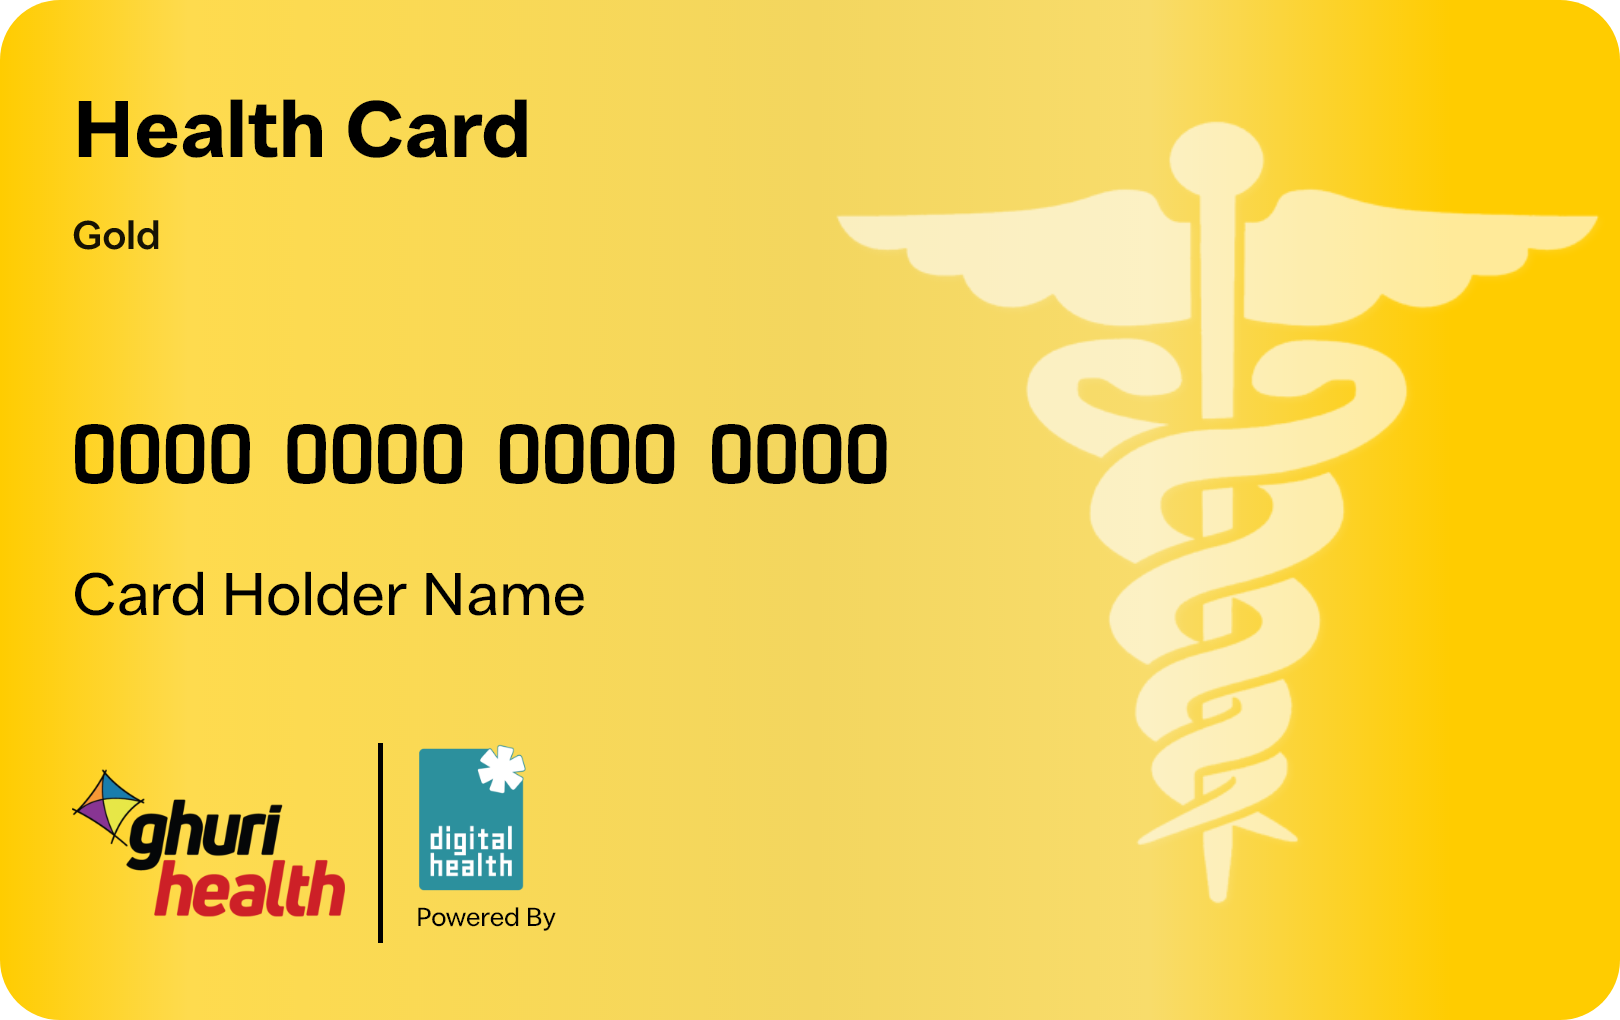 Health Card
Gold
0000 0000 0000 0000
Card Holder Name
ghuri
health
digital
health
Powered By